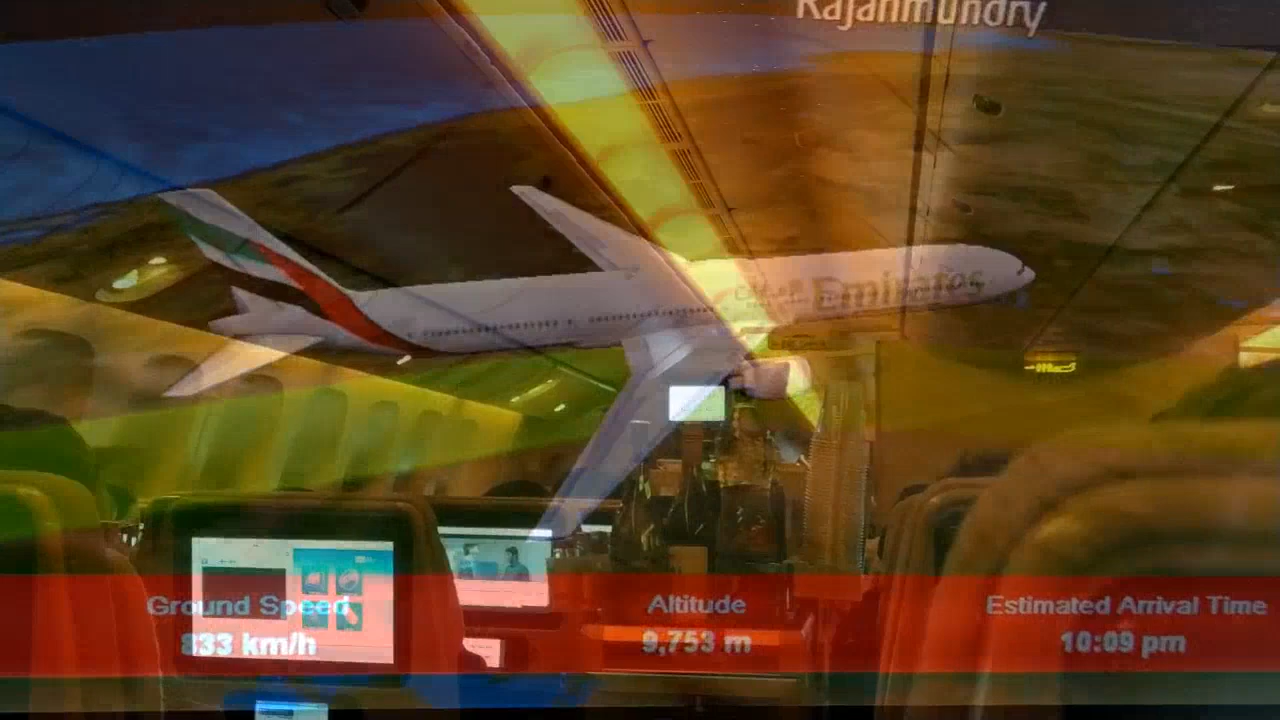 Rajahmundry
Emirates
Ground Speed
833 km/h
Altitude
9,753 m
Estimated Arrival Time
10:09 pm